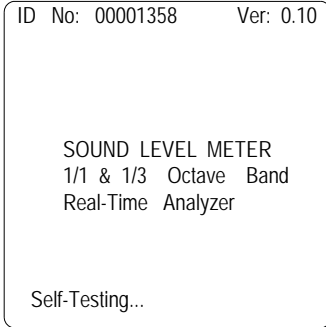 ID No: 00001358 Ver: 0.10
SOUND LEVEL METER
1/1 & 1/3 Octave Band
Real-Time Analyzer
Self-Testing...